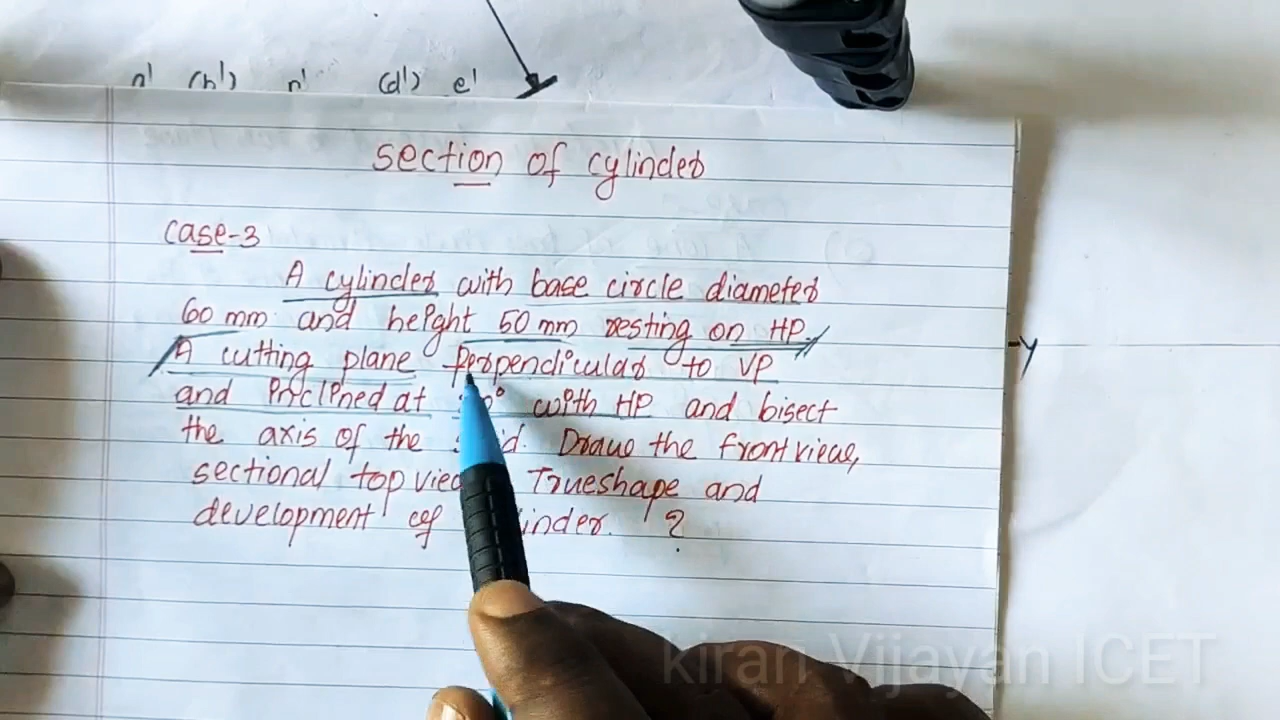 a' (b') n' (d') e'
section of cylinder
case-3
A cylinder with base circle diameter
60 mm and height 50 mm resting on HP.
A cutting plane perpendicular to VP
and inclined at with HP and bisect
the axis of the Draw the front view,
sectional top view True shape and
development of ?
y
kiran Vijayan ICET